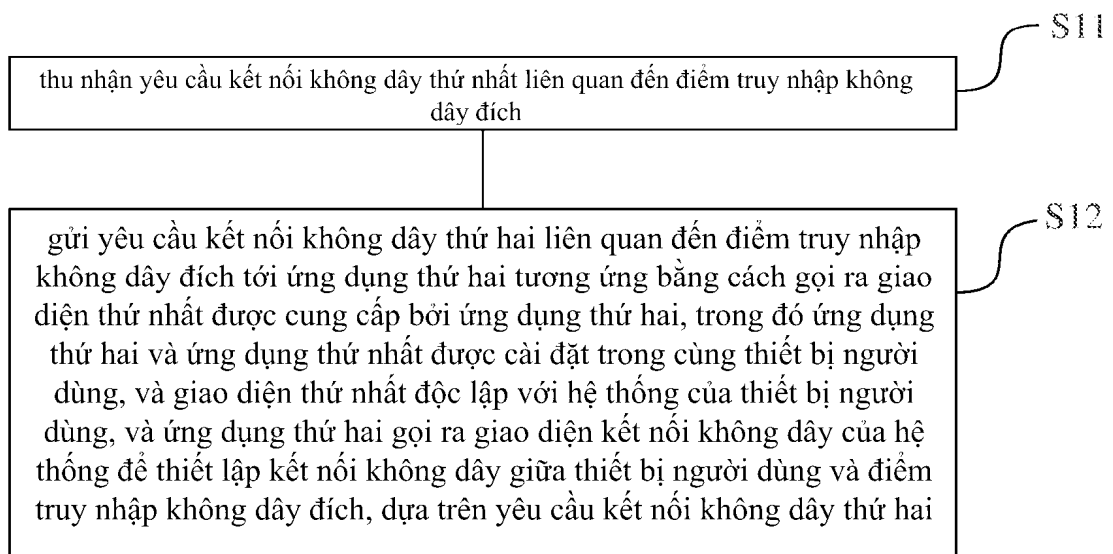 S11
thu nhận yêu cầu kết nối không dây thứ nhất liên quan đến điểm truy nhập không
dây đích
S12
gửi yêu cầu kết nối không dây thứ hai liên quan đến điểm truy nhập
không dây đích tới ứng dụng thứ hai tương ứng bằng cách gọi ra giao
diện thứ nhất được cung cấp bởi ứng dụng thứ hai, trong đó ứng dụng
thứ hai và ứng dụng thứ nhất được cài đặt trong cùng thiết bị người
dùng, và giao diện thứ nhất độc lập với hệ thống của thiết bị người
dùng, và ứng dụng thứ hai gọi ra giao diện kết nối không dây của hệ
thống để thiết lập kết nối không dây giữa thiết bị người dùng và điểm
truy nhập không dây đích, dựa trên yêu cầu kết nối không dây thứ hai